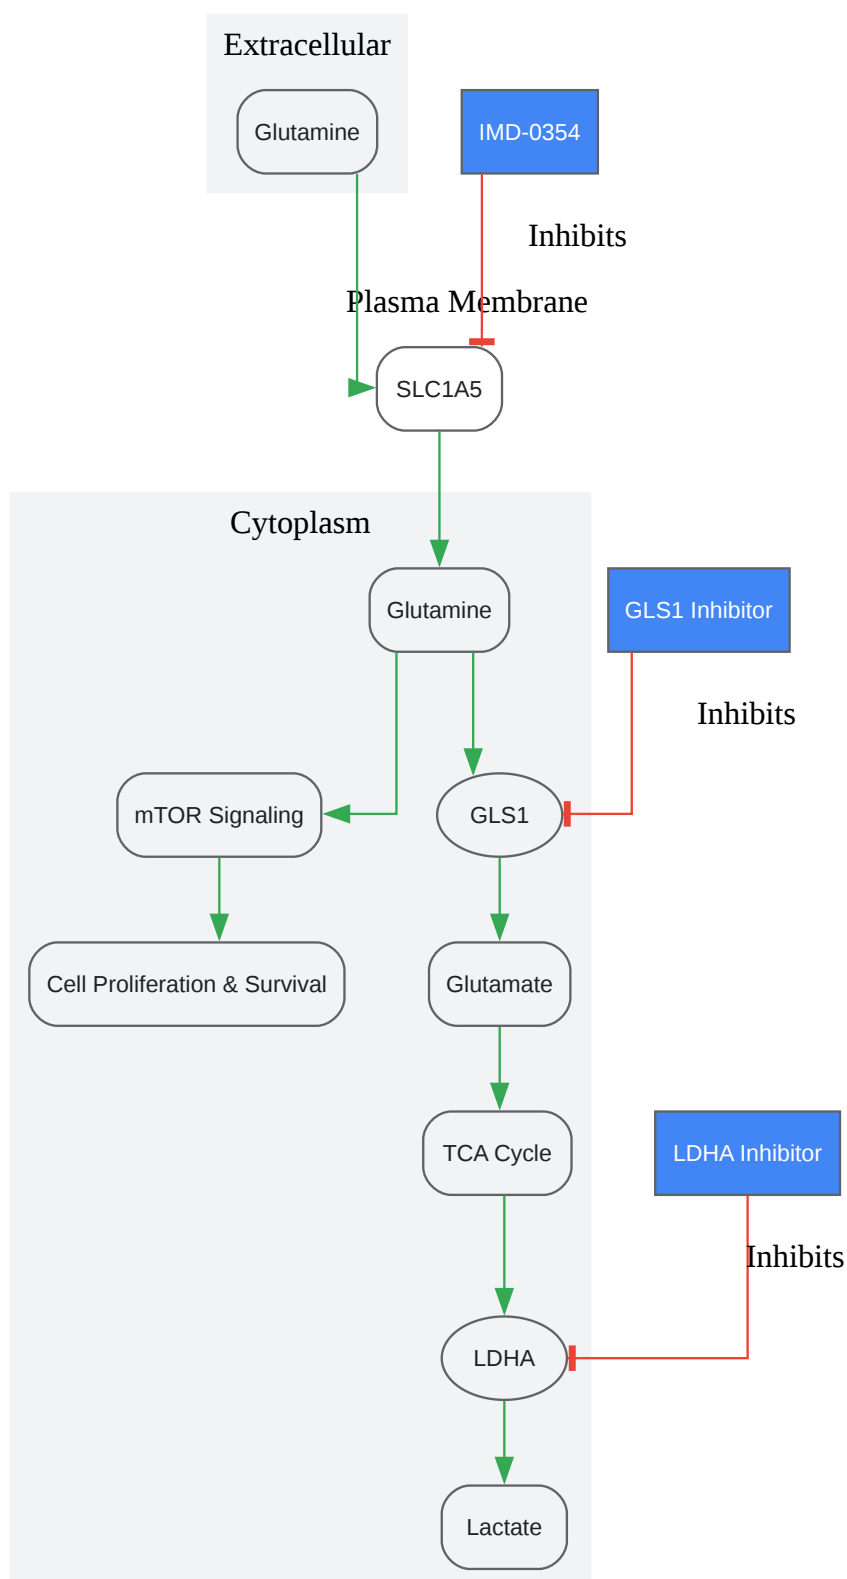 Extracellular
Glutamine
IMD-0354
Inhibits
Plasma Membrane
SLC1A5
Cytoplasm
Glutamine
GLS1 Inhibitor
Inhibits
mTOR Signaling
GLS1
Cell Proliferation & Survival
Glutamate
TCA Cycle
LDHA Inhibitor
Inhibits
LDHA
Lactate